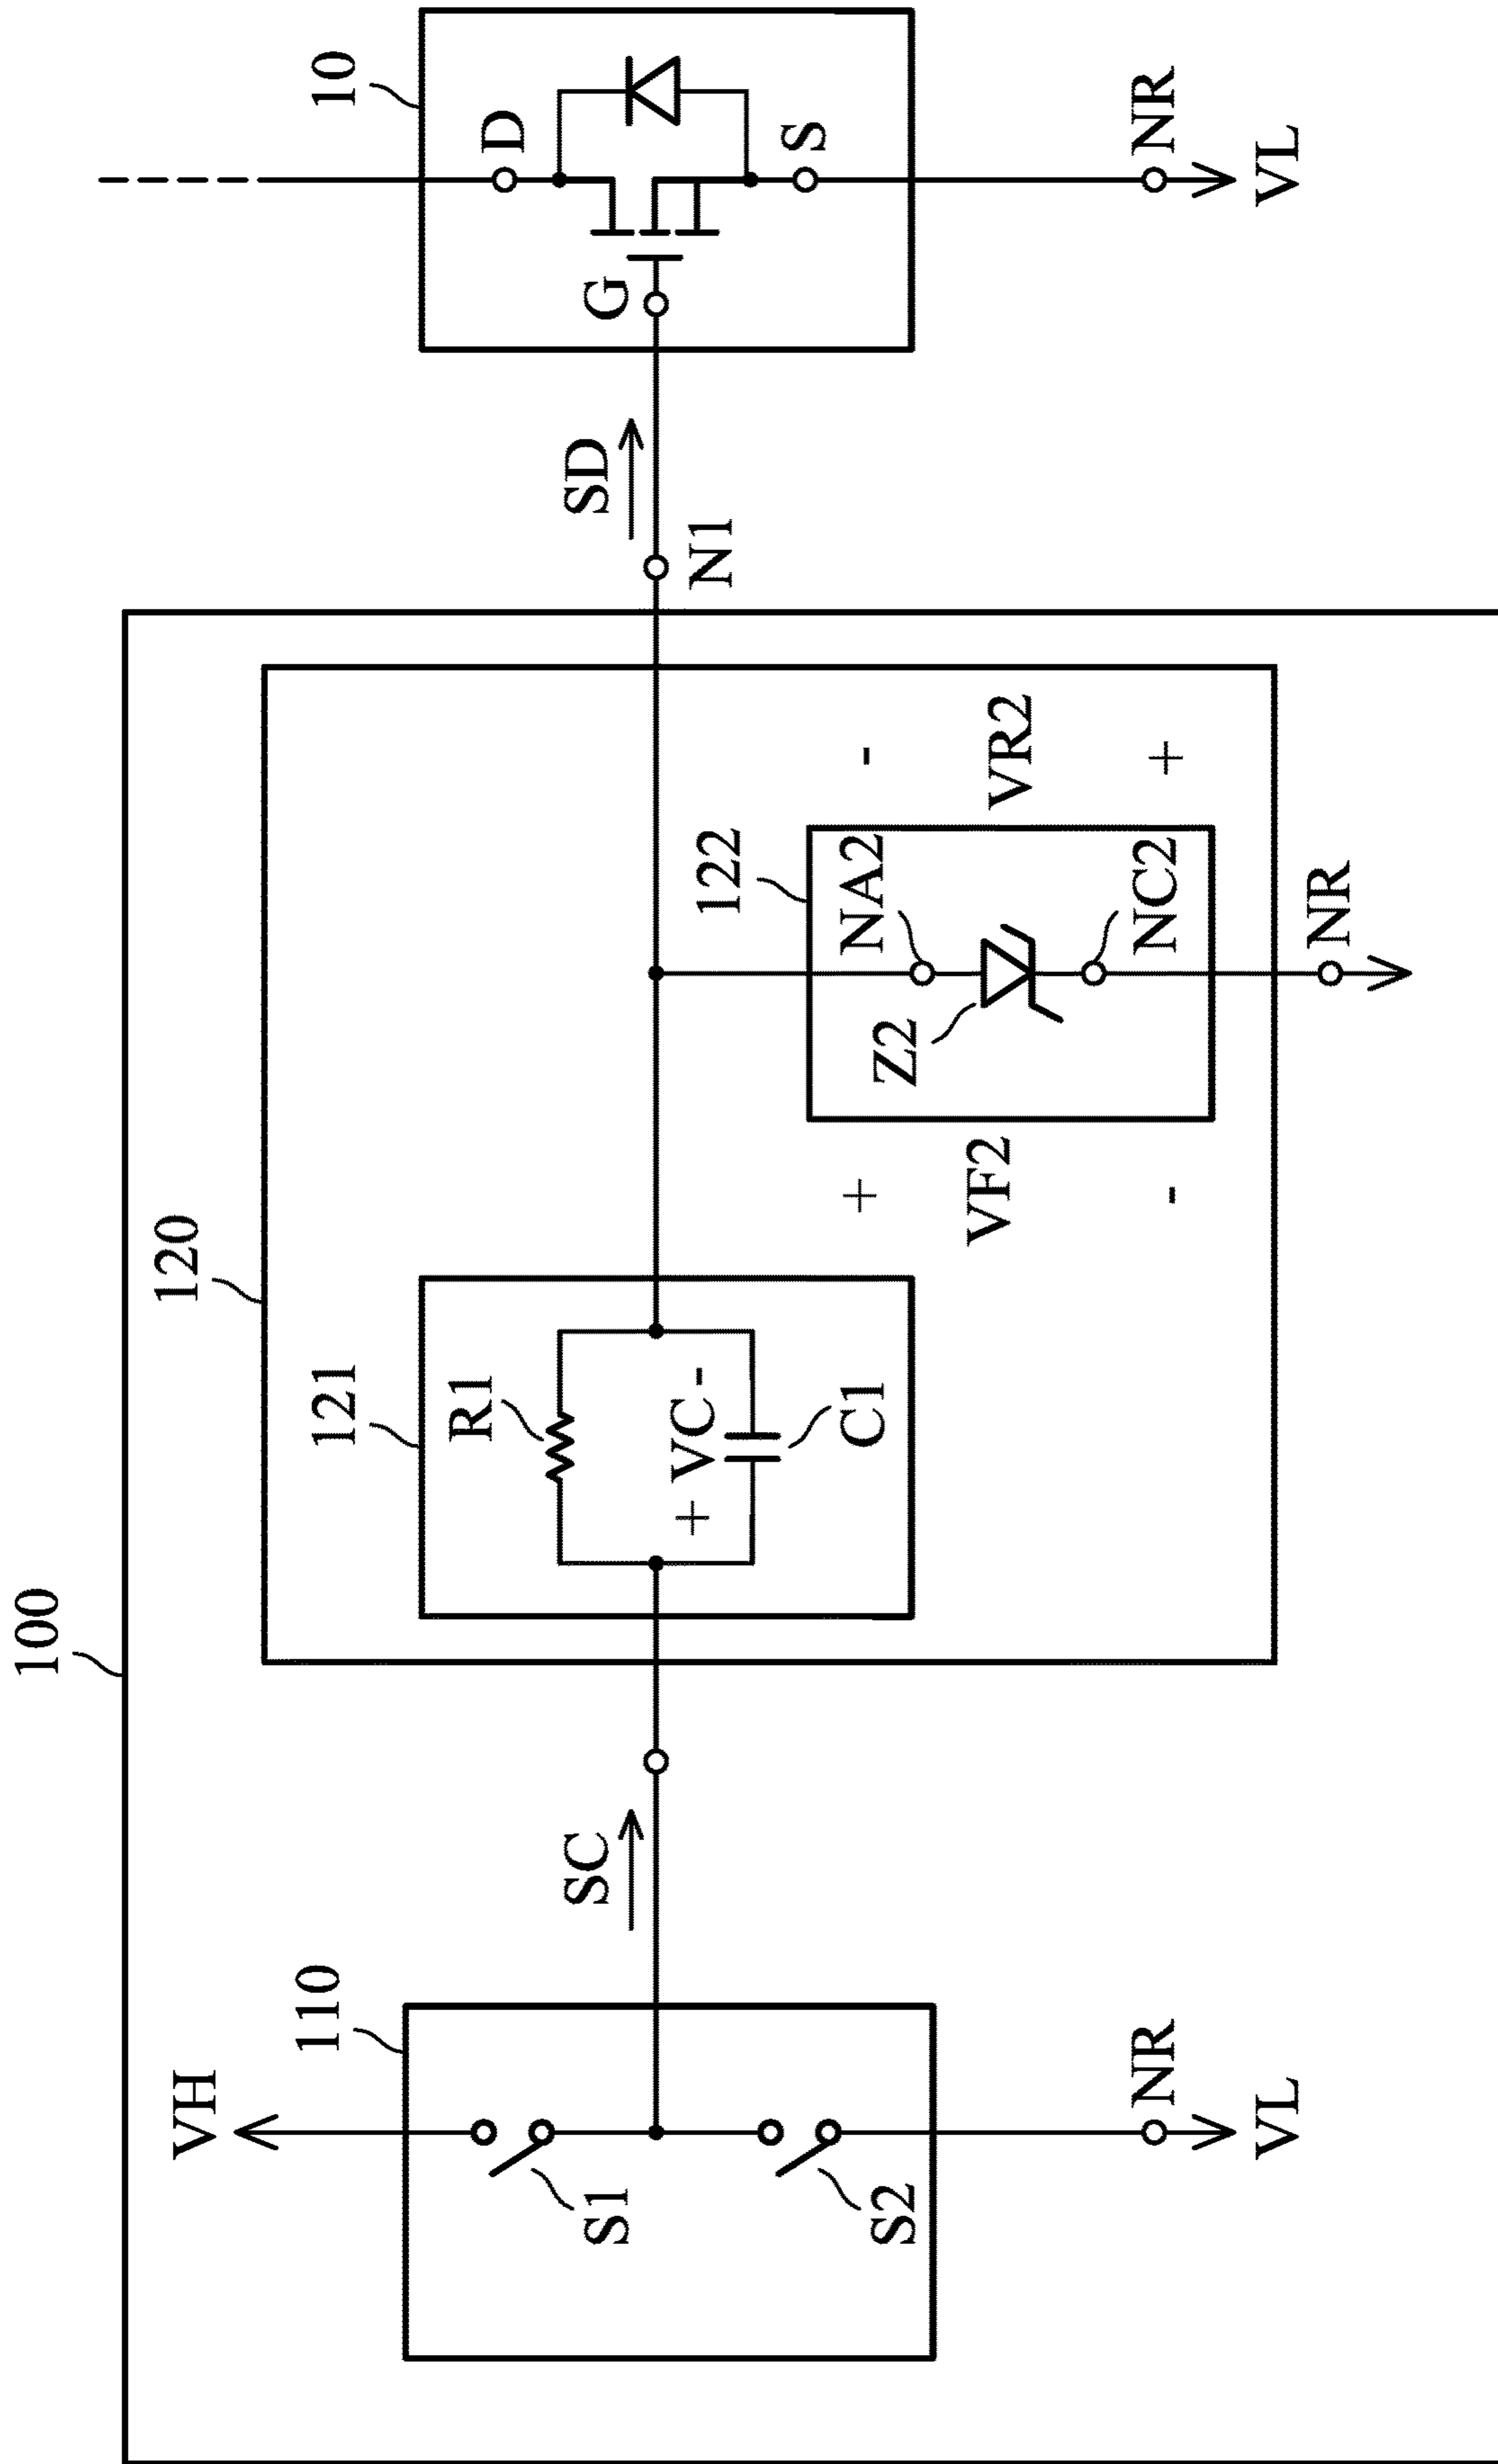 100
VH
110
S1
S2
NR
VL
SC
120
121
R1
+ VC -
C1
122
NA2
Z2
NC2
+
VF2
-
-
VR2
+
NR
N1
SD
10
D
G
S
NR
VL